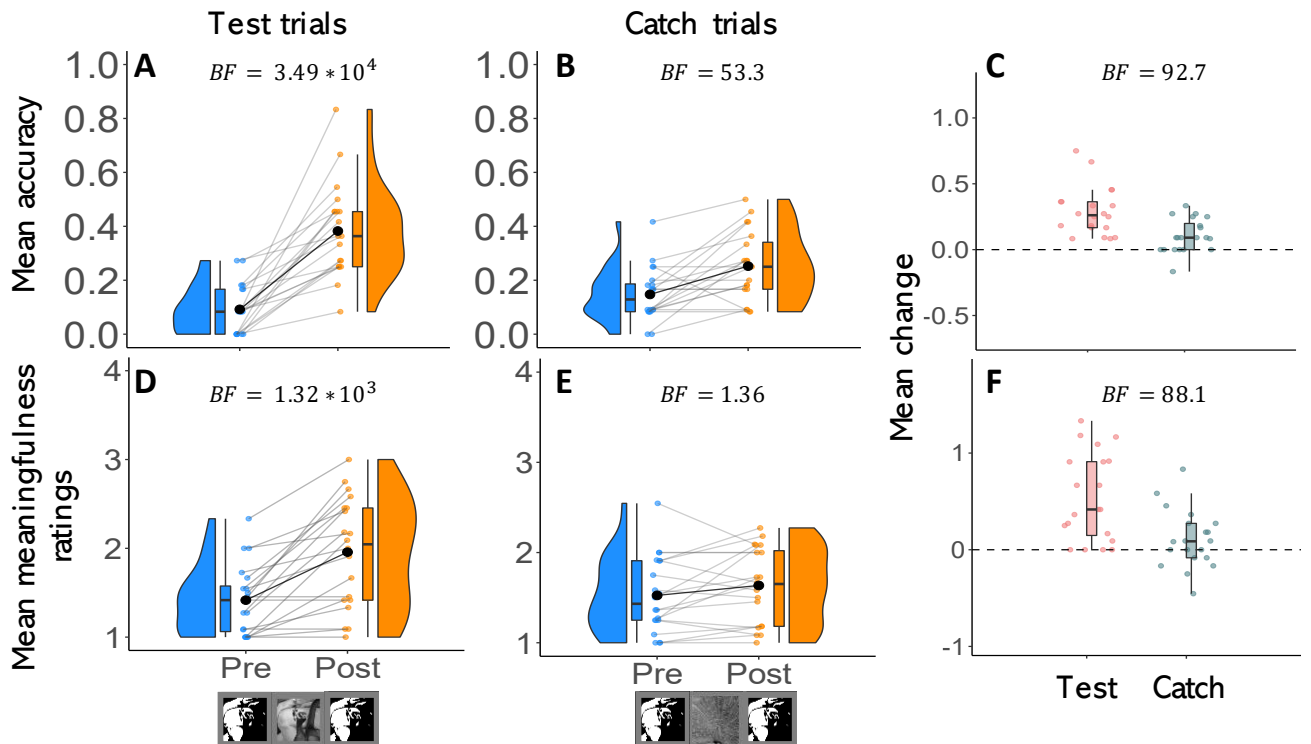 Test trials
Catch trials
A
BF = 3.49 * 10^4
B
BF = 53.3
C
BF = 92.7
Mean accuracy
1.0
0.8
0.6
0.4
0.2
0.0
1.0
0.8
0.6
0.4
0.2
0.0
Mean change
1.0
0.5
0.0
-0.5
D
BF = 1.32 * 10^3
E
BF = 1.36
F
BF = 88.1
Mean meaningfulness
ratings
4
3
2
1
4
3
2
1
1
0
-1
Pre
Post
Pre
Post
Test
Catch